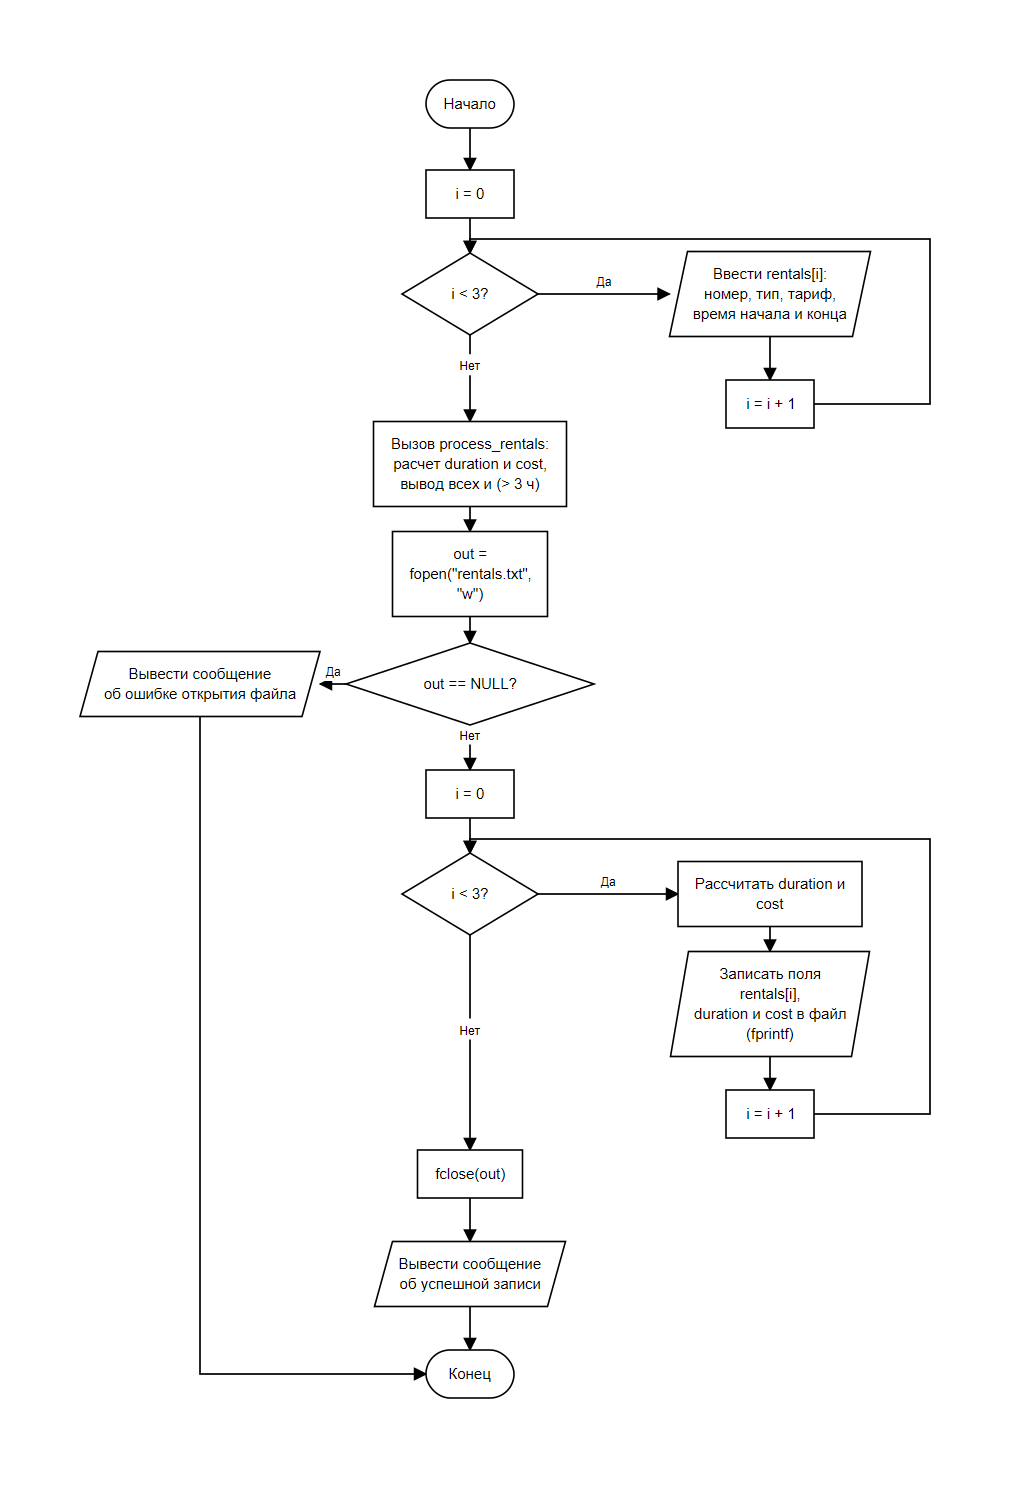 Начало
i = 0
i < 3?
Да
Ввести rentals[i]:
номер, тип, тариф,
время начала и конца
i = i + 1
Нет
Вызов process_rentals:
расчет duration и cost,
вывод всех и (> 3 ч)
out =
fopen("rentals.txt",
"w")
out == NULL?
Да
Вывести сообщение
об ошибке открытия файла
Нет
i = 0
i < 3?
Да
Рассчитать duration и
cost
Записать поля
rentals[i],
duration и cost в файл
(fprintf)
i = i + 1
Нет
fclose(out)
Вывести сообщение
об успешной записи
Конец